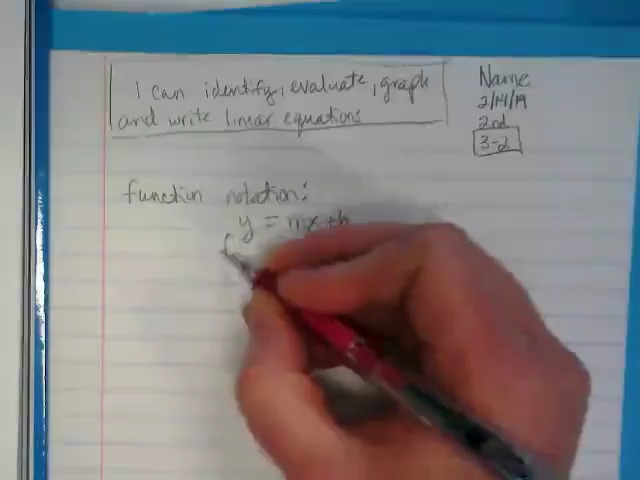 I can identify, evaluate, graph
and write linear equations
Name
2/14/19
2nd
3-2
function notation:
y = mx + b
f